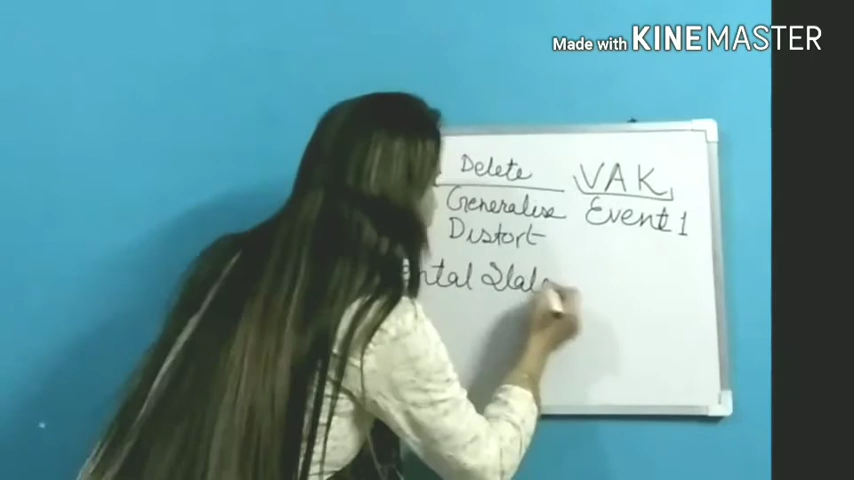 Made with KINEMASTER
Delete VAK
Generalise Event 1
Distort